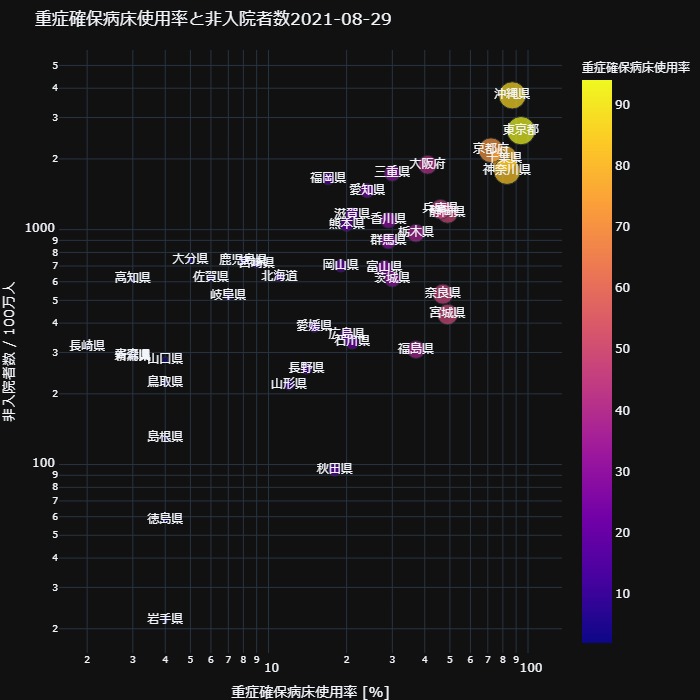 重症確保病床使用率と非入院者数2021-08-29
重症確保病床使用率
5
4
3
2
1000
9
8
7
6
5
4
3
2
100
9
8
7
6
5
4
3
2
非入院者数 / 100万人
沖縄県
東京都
京都府
千葉県
神奈川県
大阪府
三重県
福岡県
愛知県
兵庫県
静岡県
滋賀県
香川県
熊本県
栃木県
群馬県
大分県
鹿児島県
宮崎県
岡山県
富山県
高知県
佐賀県
北海道
茨城県
岐阜県
奈良県
宮城県
愛媛県
広島県
石川県
長崎県
福島県
山口県
長野県
鳥取県
山形県
島根県
秋田県
徳島県
岩手県
2
3
4
5
6
7
8
9
10
2
3
4
5
6
7
8
9
100
重症確保病床使用率 [%]
90
80
70
60
50
40
30
20
10